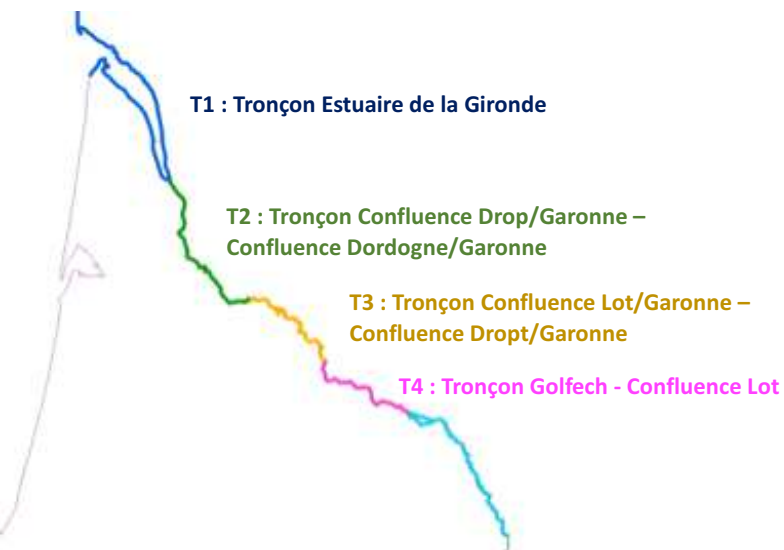 T1 : Tronçon Estuaire de la Gironde
T2 : Tronçon Confluence Drop/Garonne –
Confluence Dordogne/Garonne
T3 : Tronçon Confluence Lot/Garonne –
Confluence Dropt/Garonne
T4 : Tronçon Golfech - Confluence Lot